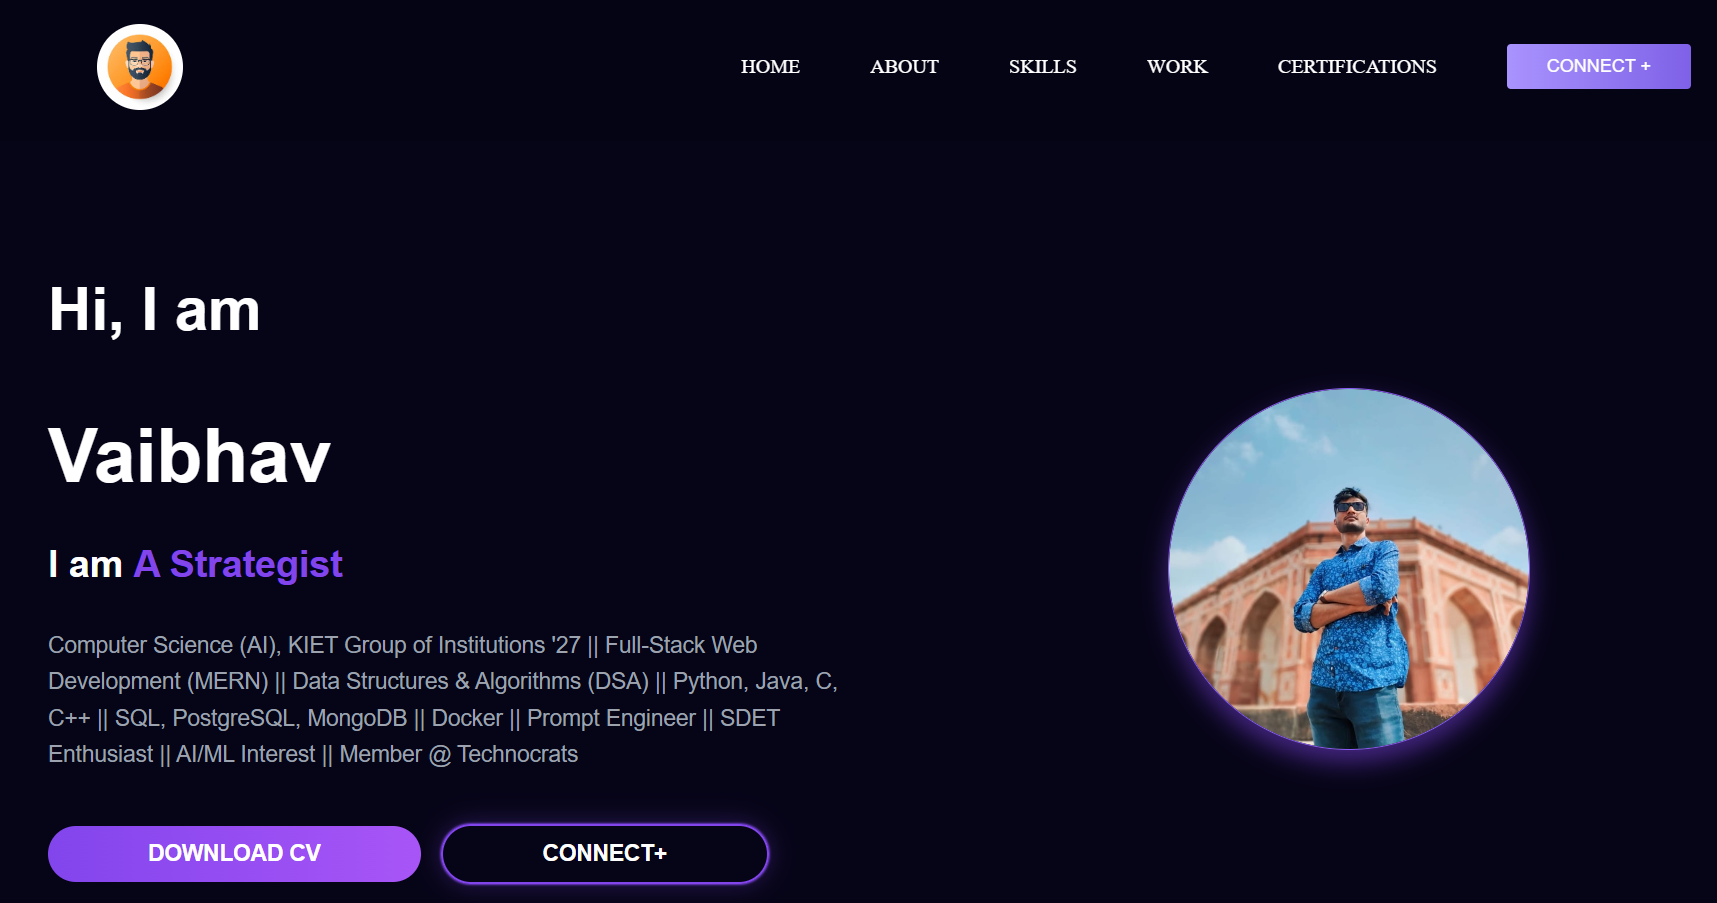 HOME ABOUT SKILLS WORK CERTIFICATIONS CONNECT +
Hi, I am
Vaibhav
I am A Strategist
Computer Science (AI), KIET Group of Institutions '27 || Full-Stack Web
Development (MERN) || Data Structures & Algorithms (DSA) || Python, Java, C,
C++ || SQL, PostgreSQL, MongoDB || Docker || Prompt Engineer || SDET
Enthusiast || AI/ML Interest || Member @ Technocrats
DOWNLOAD CV CONNECT+